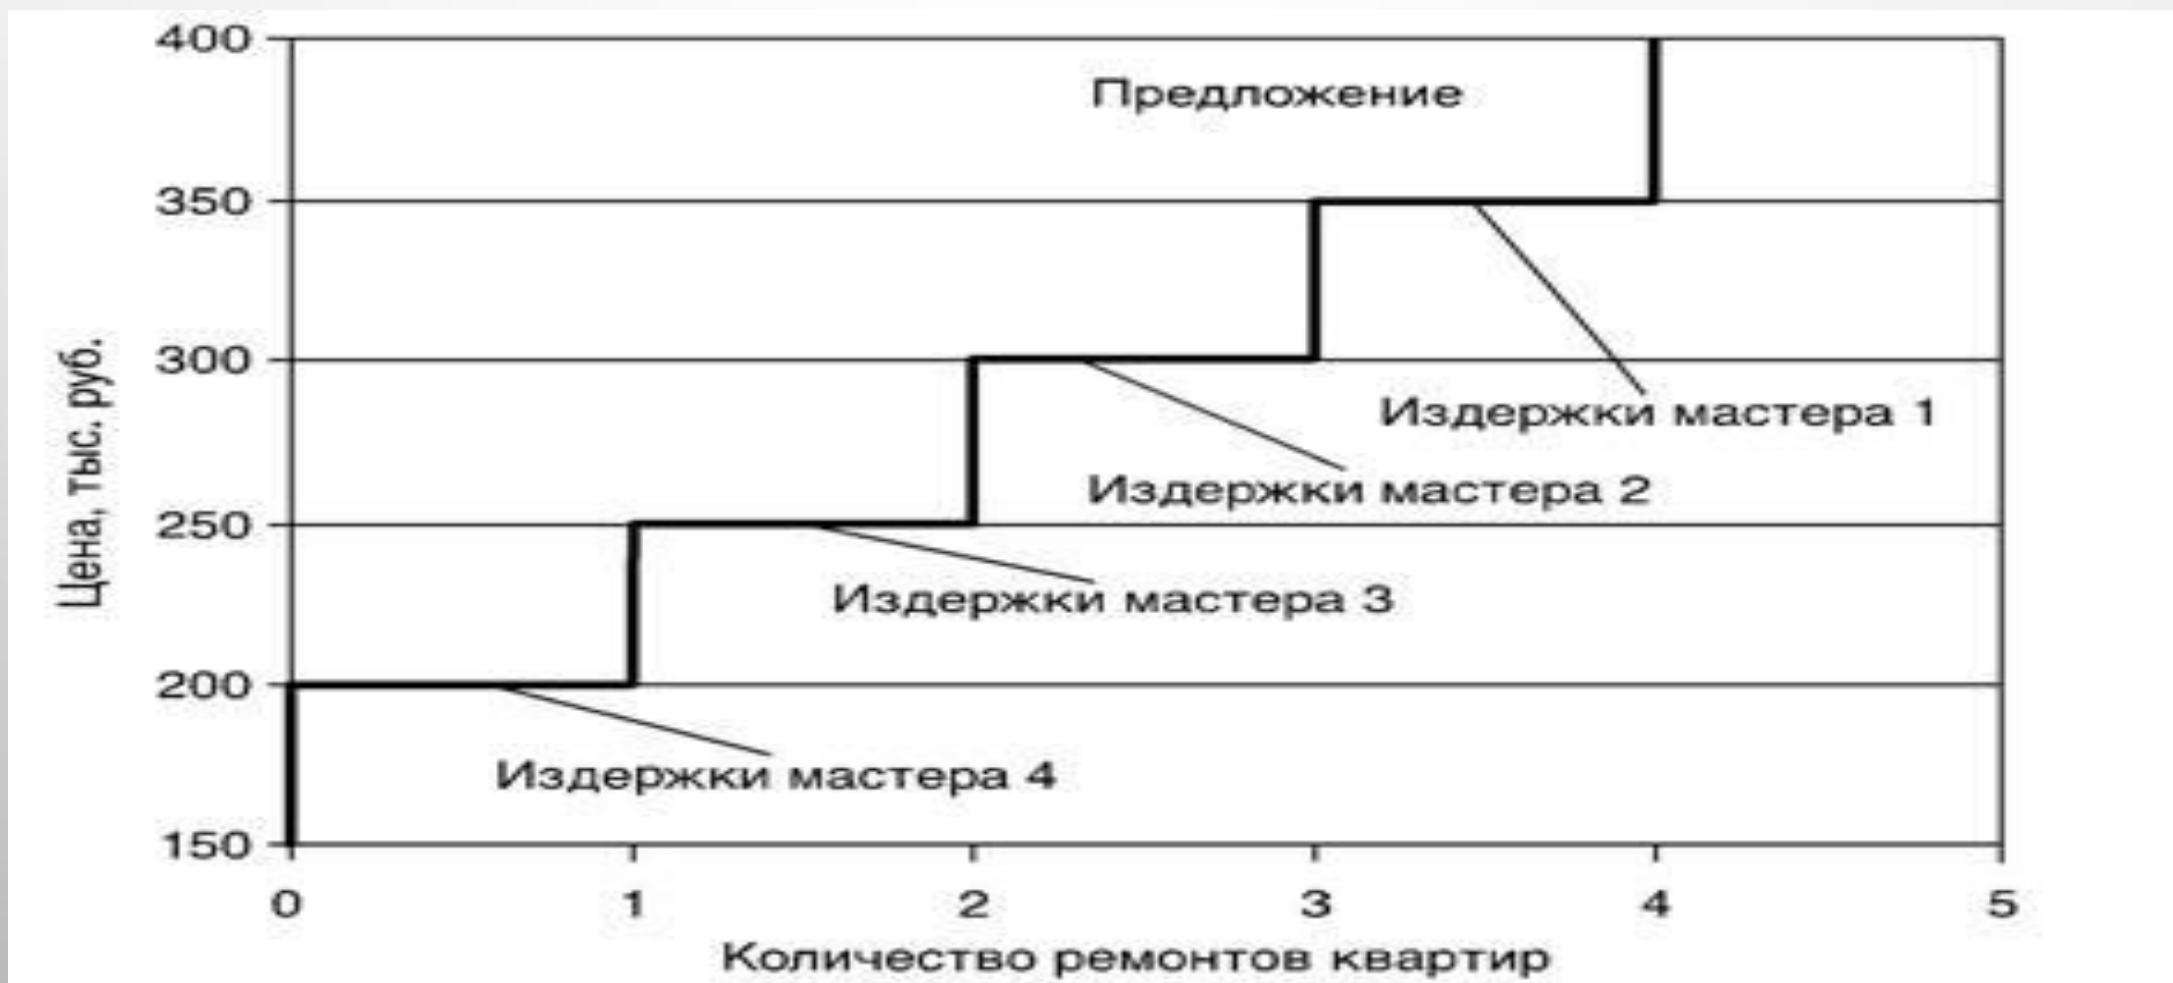 400
Предложение
350
300
Издержки мастера 1
Издержки мастера 2
250
Издержки мастера 3
200
Издержки мастера 4
150
0 1 2 3 4 5
Количество ремонтов квартир
Цена, тыс. руб.